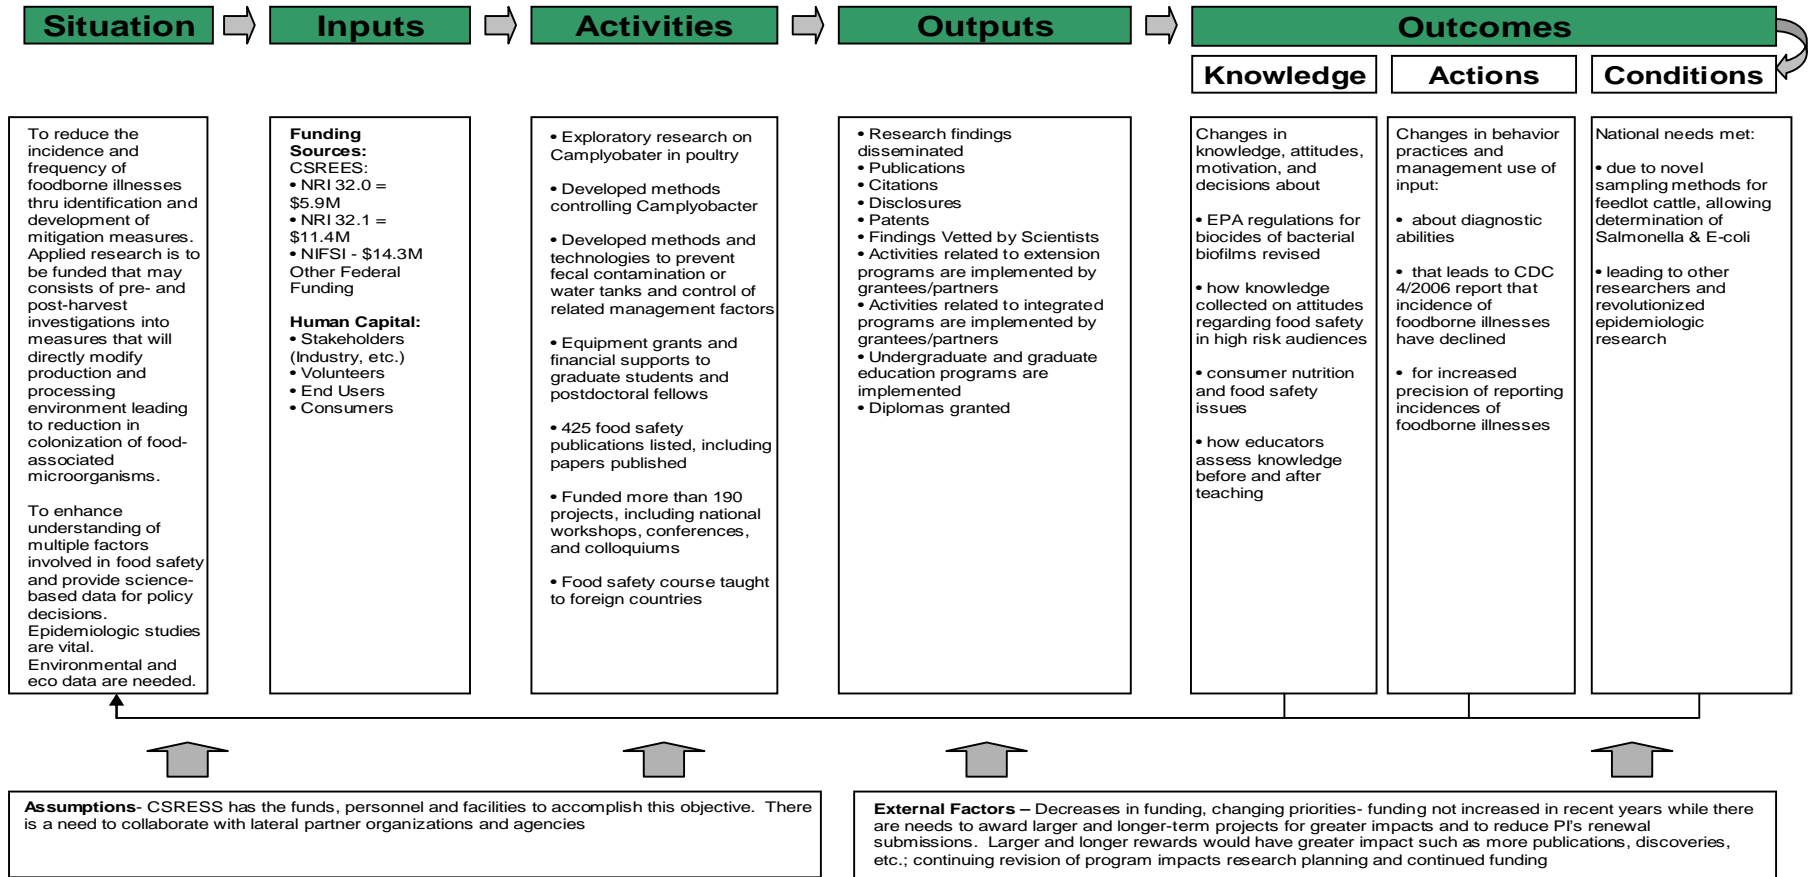 Situation
Inputs
Activities
Outputs
Outcomes
Knowledge
Actions
Conditions
To reduce the
incidence and
frequency of
foodborne illnesses
thru identification and
development of
mitigation measures.
Applied research is to
be funded that may
consists of pre- and
post-harvest
investigations into
measures that will
directly modify
production and
processing
environment leading
to reduction in
colonization of food-
associated
microorganisms.
To enhance
understanding of
multiple factors
involved in food safety
and provide science-
based data for policy
decisions.
Epidemiologic studies
are vital.
Environmental and
eco data are needed.
Funding
Sources:
CSREES:
• NRI 32.0 =
$5.9M
• NRI 32.1 =
$11.4M
• NIFSI - $14.3M
Other Federal
Funding
Human Capital:
• Stakeholders
(Industry, etc.)
• Volunteers
• End Users
• Consumers
• Exploratory research on
Camplyobater in poultry
• Developed methods
controlling Camplyobacter
• Developed methods and
technologies to prevent
fecal contamination or
water tanks and control of
related management factors
• Equipment grants and
financial supports to
graduate students and
postdoctoral fellows
• 425 food safety
publications listed, including
papers published
• Funded more than 190
projects, including national
workshops, conferences,
and colloquiums
• Food safety course taught
to foreign countries
• Research findings
disseminated
• Publications
• Citations
• Disclosures
• Patents
• Findings Vetted by Scientists
• Activities related to extension
programs are implemented by
grantees/partners
• Activities related to integrated
programs are implemented by
grantees/partners
• Undergraduate and graduate
education programs are
implemented
• Diplomas granted
Changes in
knowledge, attitudes,
motivation, and
decisions about
• EPA regulations for
biocides of bacterial
biofilms revised
• how knowledge
collected on attitudes
regarding food safety
in high risk audiences
• consumer nutrition
and food safety
issues
• how educators
assess knowledge
before and after
teaching
Changes in behavior
practices and
management use of
input:
• about diagnostic
abilities
• that leads to CDC
4/2006 report that
incidence of
foodborne illnesses
have declined
• for increased
precision of reporting
incidences of
foodborne illnesses
National needs met:
• due to novel
sampling methods for
feedlot cattle, allowing
determination of
Salmonella & E-coli
• leading to other
researchers and
revolutionized
epidemiologic
research
Assumptions- CSRESS has the funds, personnel and facilities to accomplish this objective. There
is a need to collaborate with lateral partner organizations and agencies
External Factors – Decreases in funding, changing priorities- funding not increased in recent years while there
are needs to award larger and longer-term projects for greater impacts and to reduce PI's renewal
submissions. Larger and longer rewards would have greater impact such as more publications, discoveries,
etc.; continuing revision of program impacts research planning and continued funding